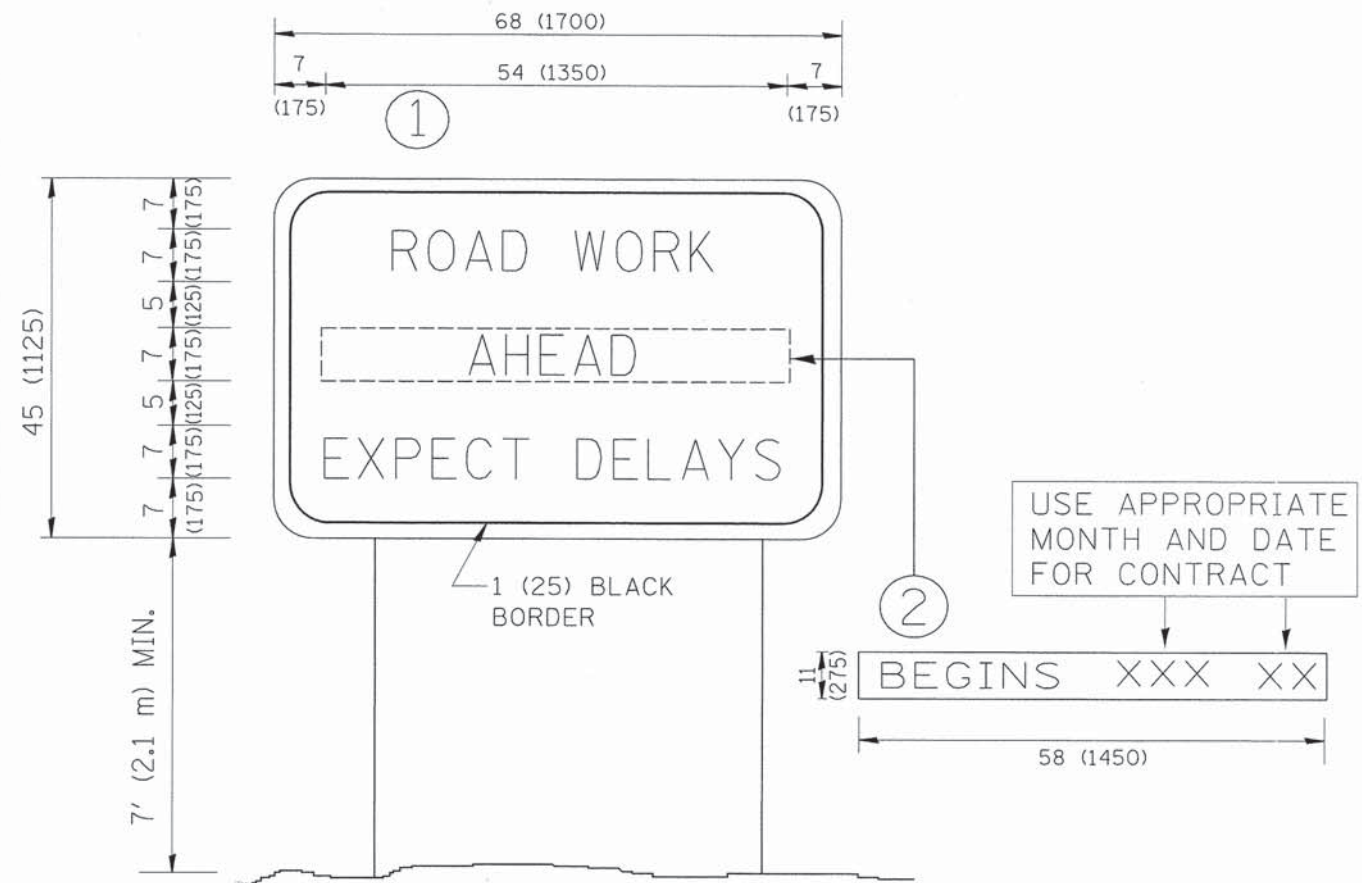 68 (1700)
7
54 (1350)
7
(175)
(175)
1
45 (1125)
7
(175)
7
(175)
5
(125)
7
(175)
5
(125)
7
(175)
7
(175)
ROAD WORK
AHEAD
EXPECT DELAYS
7' (2.1 m) MIN.
1 (25) BLACK
BORDER
2
USE APPROPRIATE
MONTH AND DATE
FOR CONTRACT
11
(275)
BEGINS XXX XX
58 (1450)